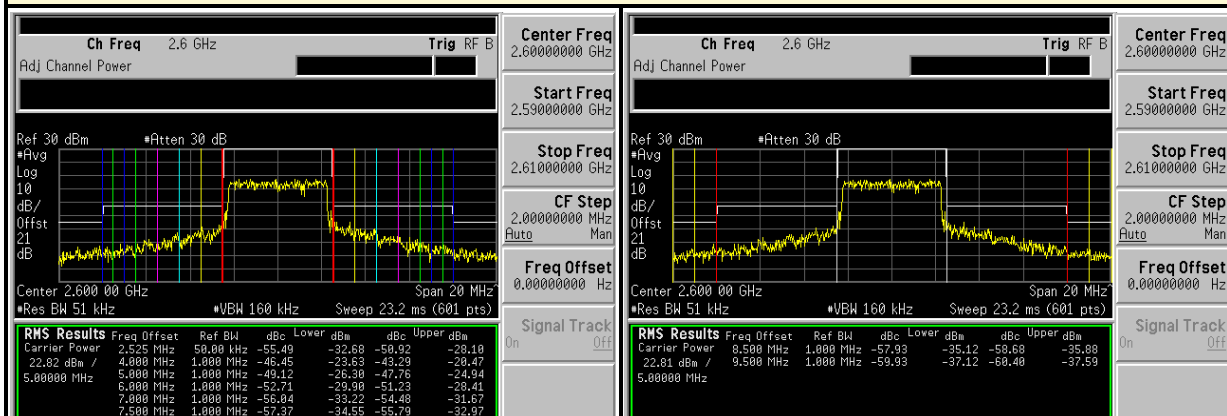 Ch Freq 2.6 GHz Trig RF B
Adj Channel Power
Ref 30 dBm #Atten 30 dB
#Avg
Log
10
dB/
Offst
21
dB
Center 2.600 00 GHz Span 20 MHz^
#Res BW 51 kHz #VBW 160 kHz Sweep 23.2 ms (601 pts)
RMS Results Freq Offset Ref BW dBc Lower dBm dBc Upper dBm
Carrier Power 2.525 MHz 50.00 kHz -55.49 -32.68 -50.92 -28.10
22.82 dBm / 4.000 MHz 1.000 MHz -46.45 -23.63 -43.29 -20.47
5.00000 MHz 5.000 MHz 1.000 MHz -49.12 -26.30 -47.76 -24.94
6.000 MHz 1.000 MHz -52.71 -29.90 -51.23 -28.41
7.000 MHz 1.000 MHz -56.04 -33.22 -54.48 -31.67
7.500 MHz 1.000 MHz -57.37 -34.55 -55.79 -32.97
Center Freq
2.60000000 GHz
Start Freq
2.59000000 GHz
Stop Freq
2.61000000 GHz
CF Step
2.00000000 MHz
Auto Man
Freq Offset
0.00000000 Hz
Signal Track
On Off
Ch Freq 2.6 GHz Trig RF B
Adj Channel Power
Ref 30 dBm #Atten 30 dB
#Avg
Log
10
dB/
Offst
21
dB
Center 2.600 00 GHz Span 20 MHz^
#Res BW 51 kHz #VBW 160 kHz Sweep 23.2 ms (601 pts)
RMS Results Freq Offset Ref BW dBc Lower dBm dBc Upper dBm
Carrier Power 8.500 MHz 1.000 MHz -57.93 -35.12 -58.68 -35.88
22.81 dBm / 9.500 MHz 1.000 MHz -59.93 -37.12 -60.40 -37.59
5.00000 MHz
Center Freq
2.60000000 GHz
Start Freq
2.59000000 GHz
Stop Freq
2.61000000 GHz
CF Step
2.00000000 MHz
Auto Man
Freq Offset
0.00000000 Hz
Signal Track
On Off